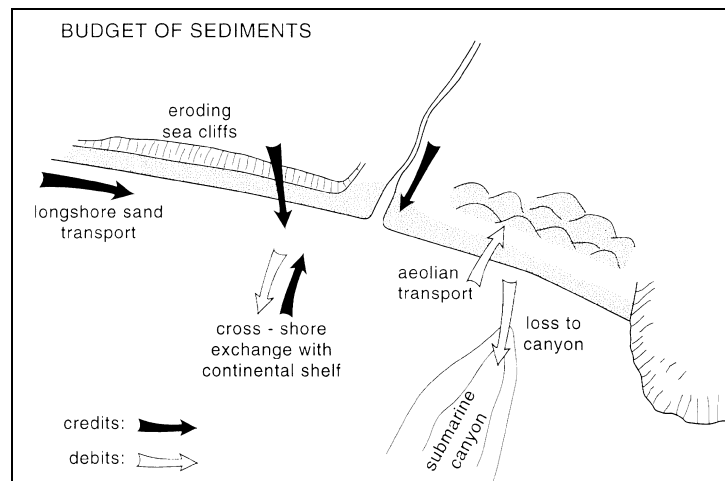 BUDGET OF SEDIMENTS
eroding
sea cliffs
longshore sand
transport
aeolian
transport
cross - shore
exchange with
continental shelf
loss to
canyon
submarine
canyon
credits:
debits: